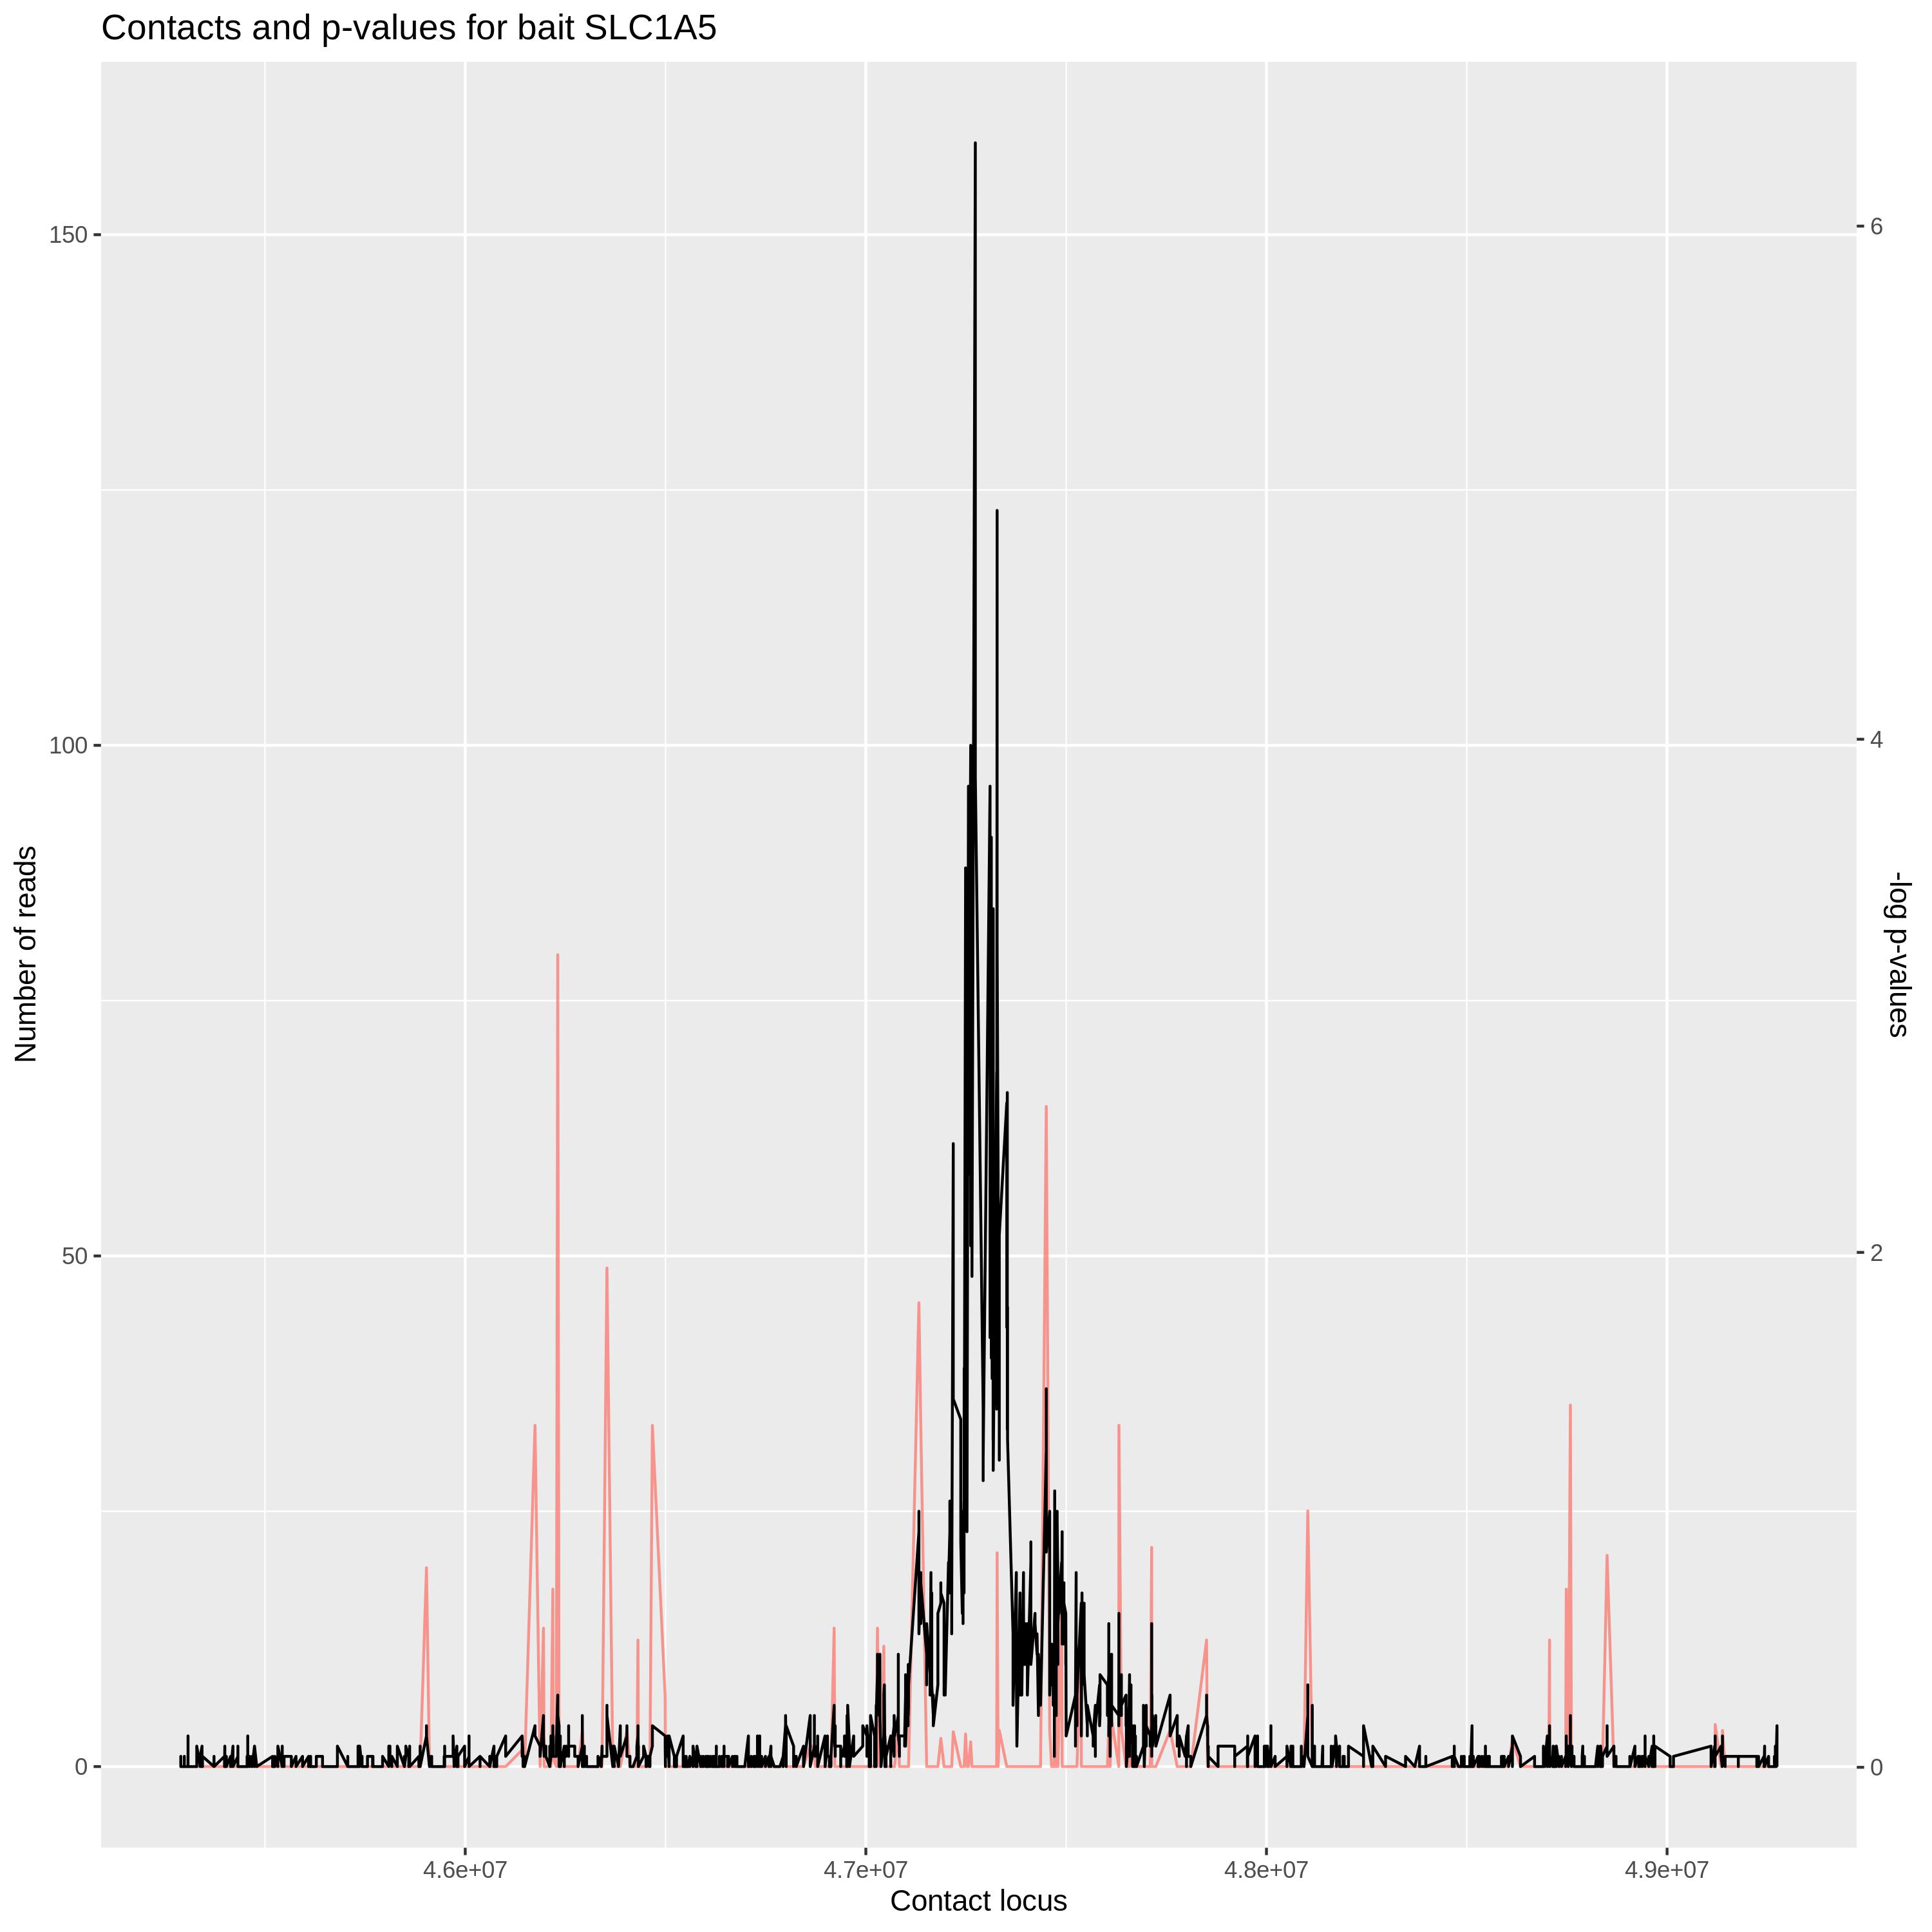 Contacts and p-values for bait SLC1A5
150
100
50
0
Number of reads
6
4
2
0
-log p-values
4.6e+07
4.7e+07
4.8e+07
4.9e+07
Contact locus